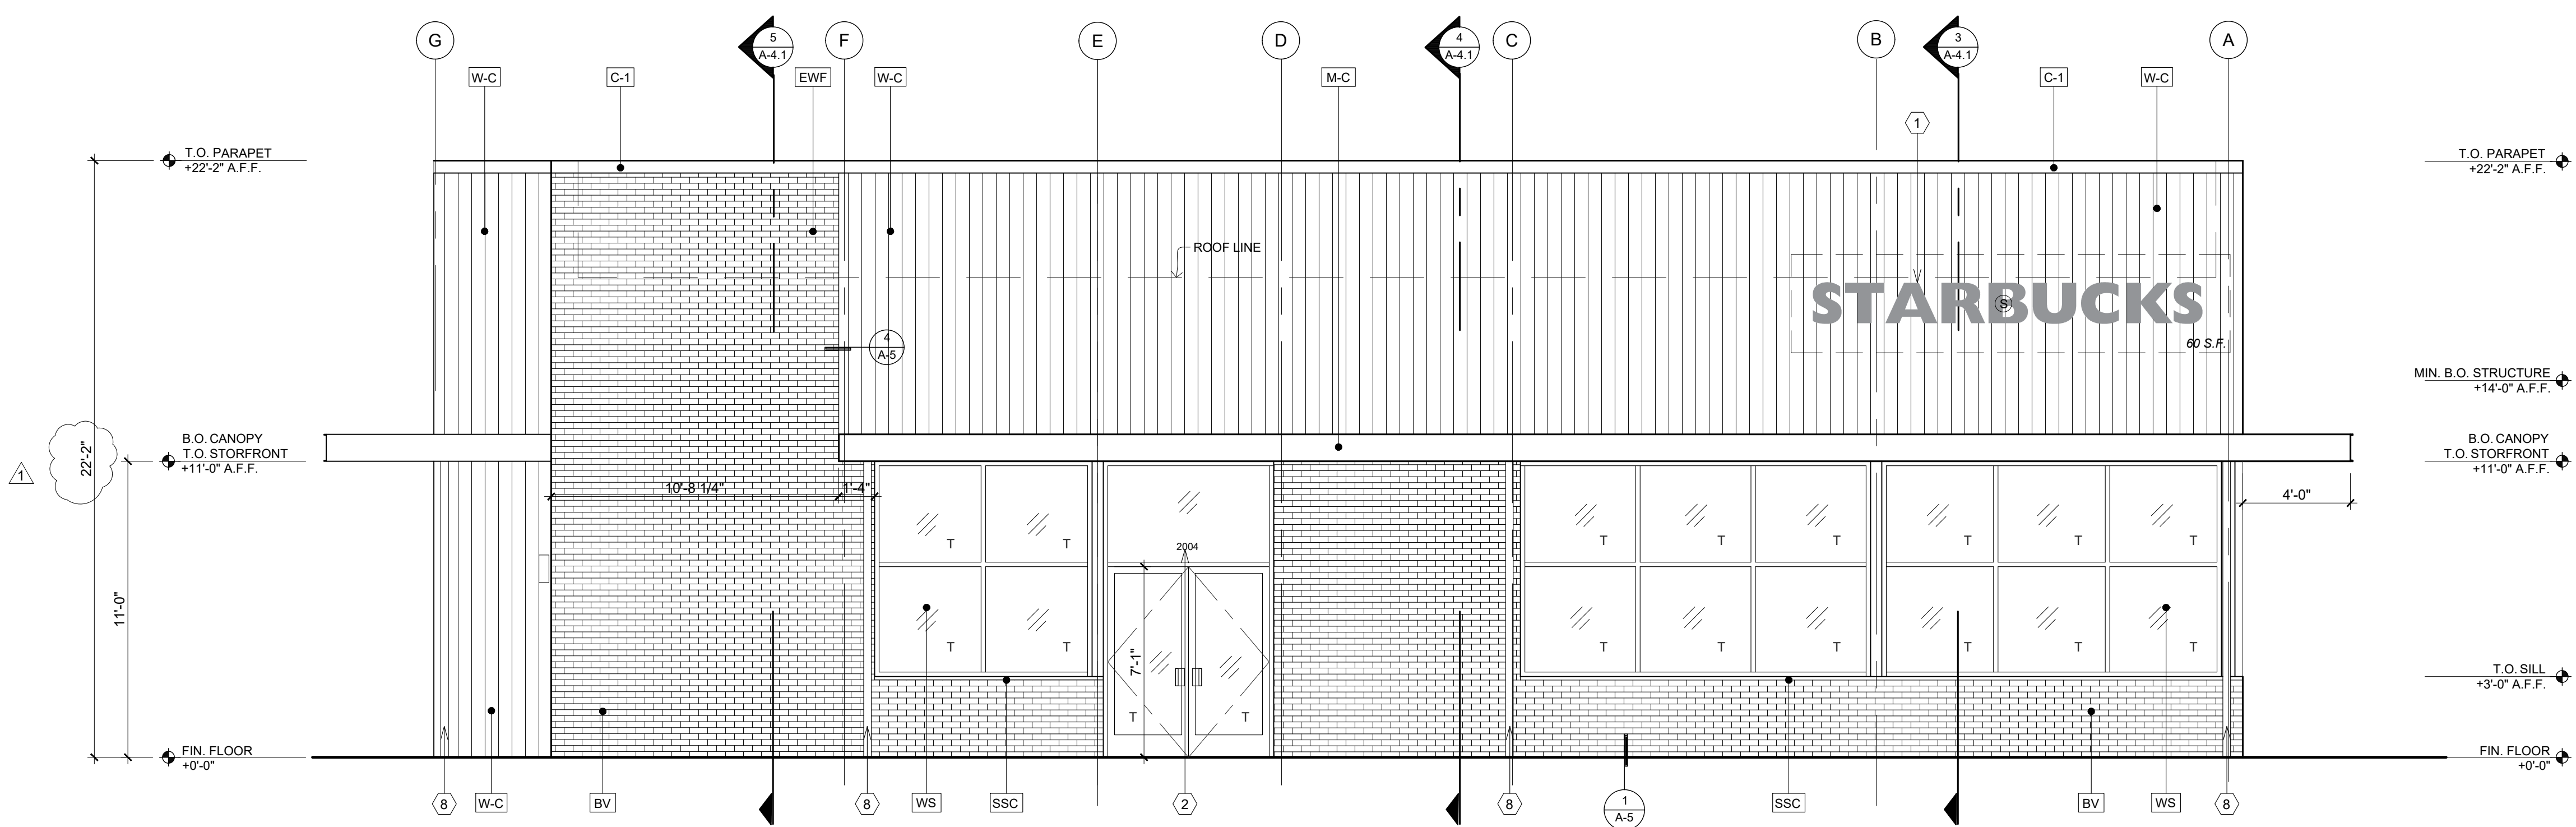 G
5
A-4.1
F
E
D
4
A-4.1
C
B
3
A-4.1
A
W-C
C-1
EWF
W-C
M-C
C-1
W-C
1
T.O. PARAPET
+22'-2" A.F.F.
T.O. PARAPET
+22'-2" A.F.F.
ROOF LINE
STARBUCKS
S
60 S.F.
4
A-5
MIN. B.O. STRUCTURE
+14'-0" A.F.F.
1
22'-2"
B.O. CANOPY
T.O. STORFRONT
+11'-0" A.F.F.
B.O. CANOPY
T.O. STORFRONT
+11'-0" A.F.F.
10'-8 1/4"
1'-4"
4'-0"
T
T
T
T
T
T
T
T
2004
11'-0"
7'-1"
T
T
T
T
T
T
T
T
T
T
T.O. SILL
+3'-0" A.F.F.
FIN. FLOOR
+0'-0"
FIN. FLOOR
+0'-0"
8
W-C
BV
8
WS
SSC
2
8
1
A-5
SSC
BV
WS
8